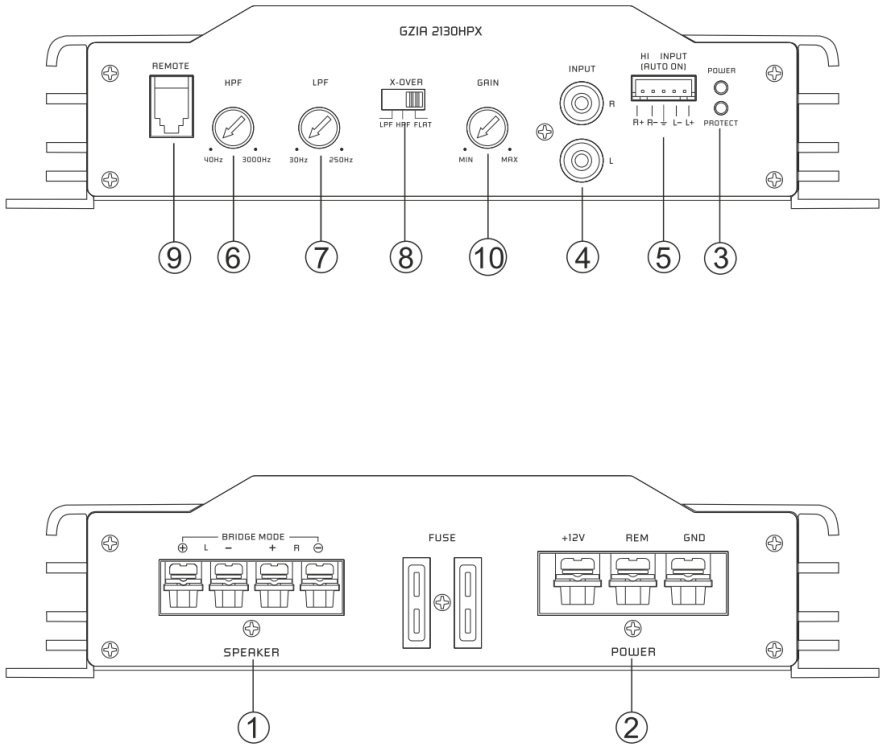 GZIA 2130HPX
REMOTE
HPF
LPF
X-OVER
GAIN
INPUT
HI INPUT
(AUTO ON)
POWER
R
PROTECT
LPF HPF FLAT
R+ R- L- L+
40Hz 3000Hz
30Hz 250Hz
MIN MAX
L
9 6 7 8 10 4 5 3
BRIDGE MODE
+ L - + R -
FUSE
+12V REM GND
SPEAKER
POWER
1 2